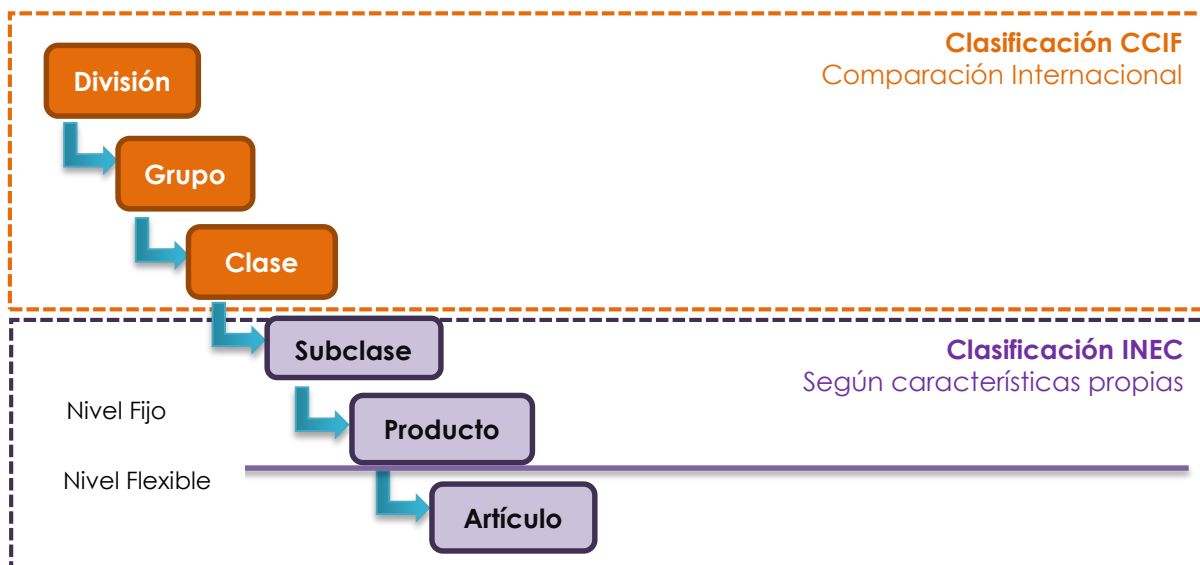 Clasificación CCIF
Comparación Internacional
División
Grupo
Clase
Subclase
Clasificación INEC
Según características propias
Nivel Fijo
Producto
Nivel Flexible
Artículo